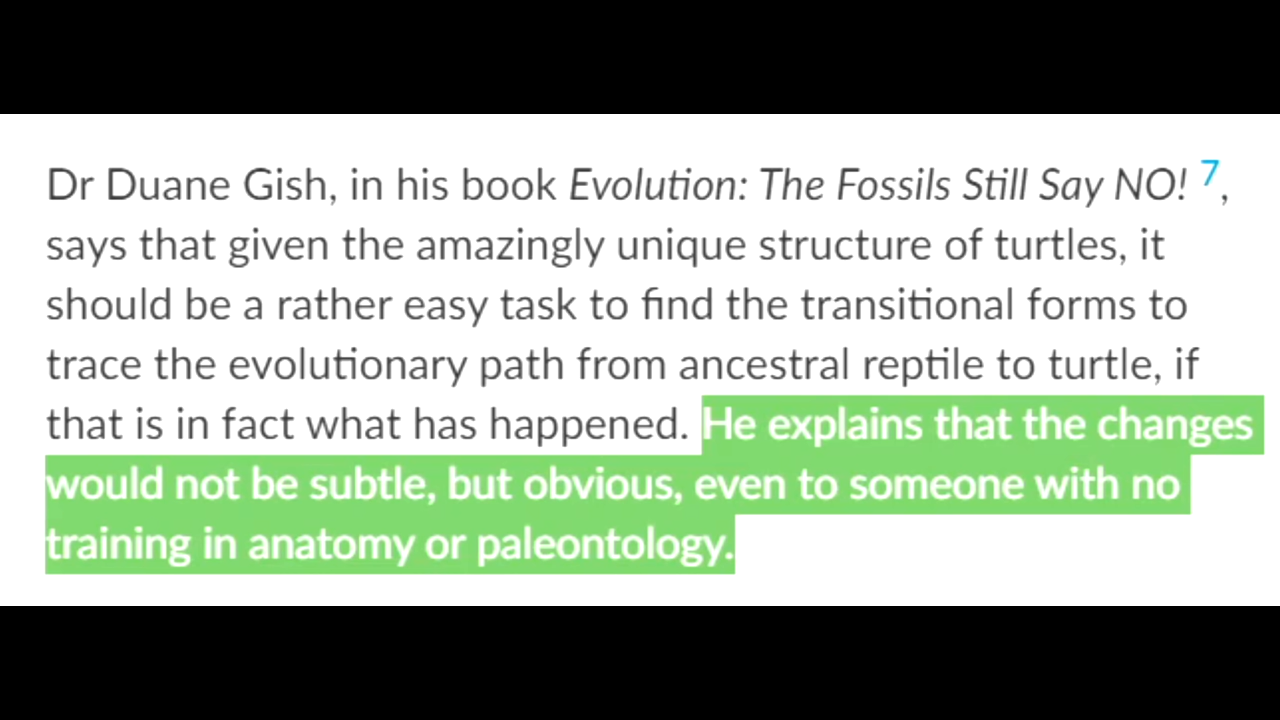 Dr Duane Gish, in his book Evolution: The Fossils Still Say NO! 7,
says that given the amazingly unique structure of turtles, it
should be a rather easy task to find the transitional forms to
trace the evolutionary path from ancestral reptile to turtle, if
that is in fact what has happened. He explains that the changes
would not be subtle, but obvious, even to someone with no
training in anatomy or paleontology.